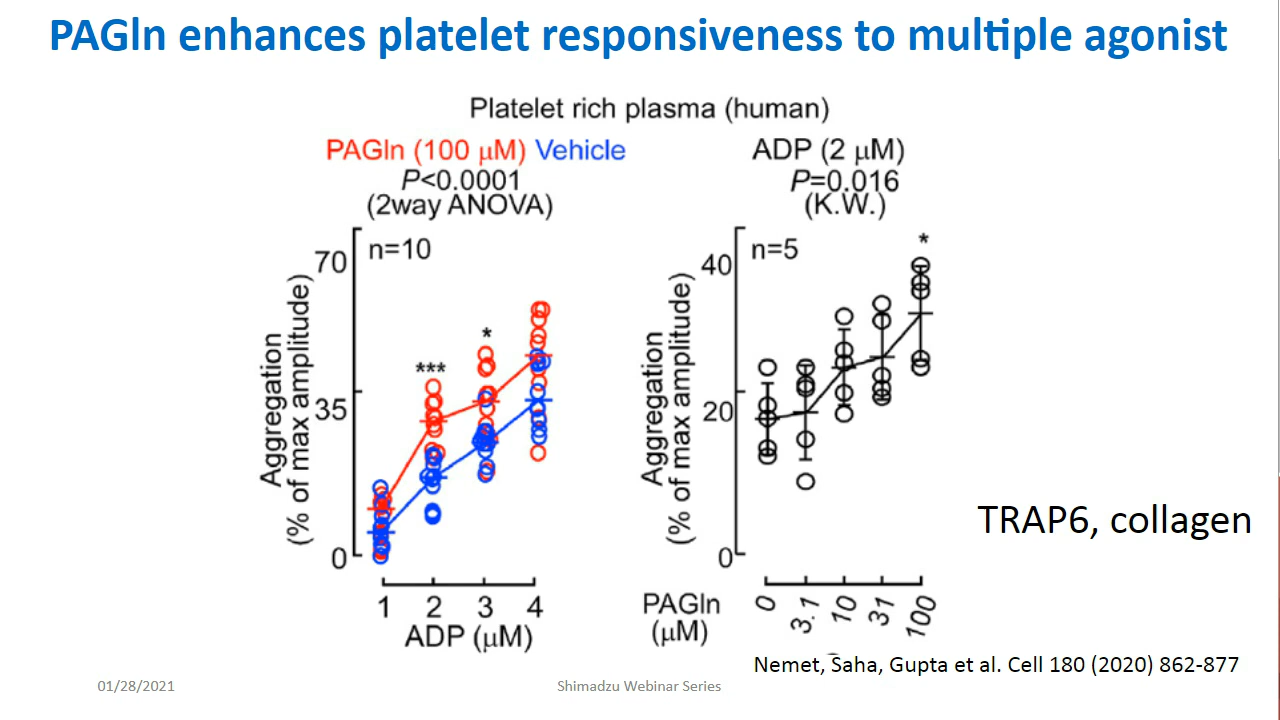 PAGln enhances platelet responsiveness to multiple agonist
Platelet rich plasma (human)
PAGln (100 μM) Vehicle
P<0.0001
(2way ANOVA)
n=10
70
35
0
Aggregation
(% of max amplitude)
***
*
1 2 3 4
ADP (μM)
ADP (2 μM)
P=0.016
(K.W.)
n=5
40
20
0
Aggregation
(% of max amplitude)
*
PAGln
(μM)
0 3.1 10 31 100
TRAP6, collagen
Nemet, Saha, Gupta et al. Cell 180 (2020) 862-877
01/28/2021
Shimadzu Webinar Series